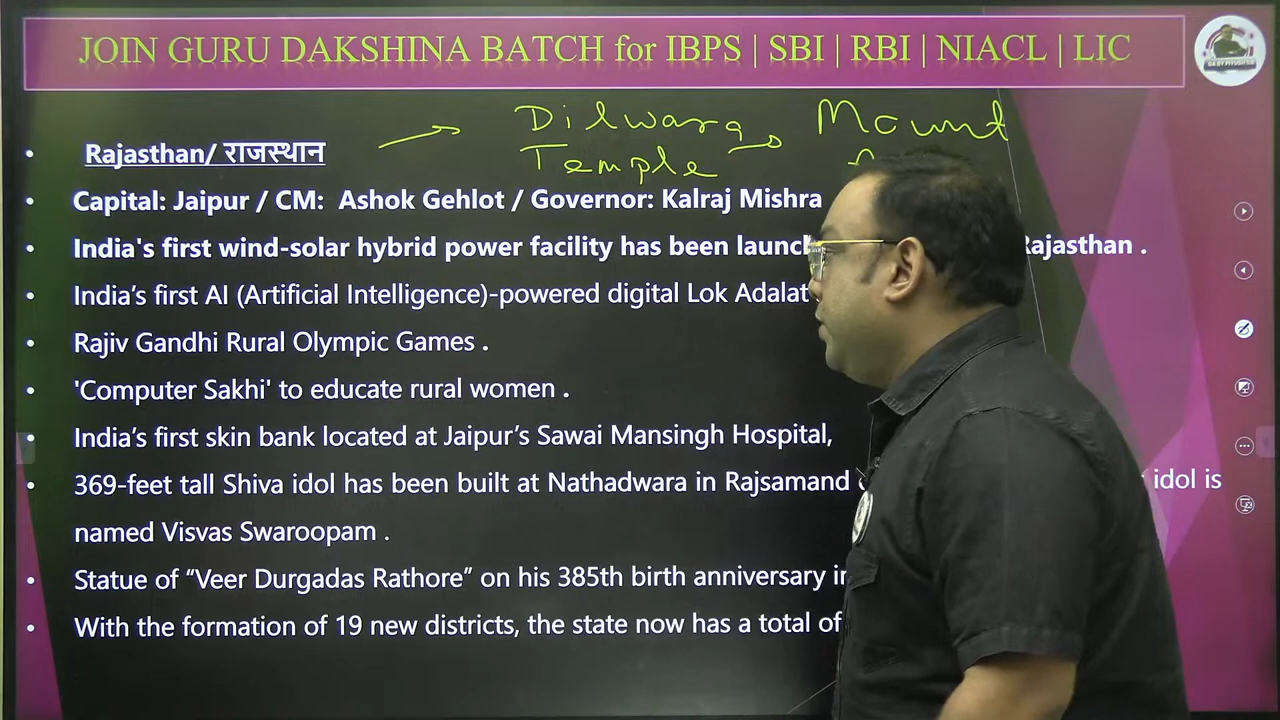 JOIN GURU DAKSHINA BATCH for IBPS | SBI | RBI | NIACL | LIC
Dilwara Mount
Temple
• Rajasthan/ राजस्थान
• Capital: Jaipur / CM: Ashok Gehlot / Governor: Kalraj Mishra
• India's first wind-solar hybrid power facility has been Rajasthan .
• India’s first AI (Artificial Intelligence)-powered digital Lok Adalat
• Rajiv Gandhi Rural Olympic Games .
• 'Computer Sakhi' to educate rural women .
• India’s first skin bank located at Jaipur’s Sawai Mansingh Hospital,
• 369-feet tall Shiva idol has been built at Nathadwara in Rajsamand idol is
named Visvas Swaroopam .
• Statue of “Veer Durgadas Rathore” on his 385th birth anniversary
• With the formation of 19 new districts, the state now has a total of